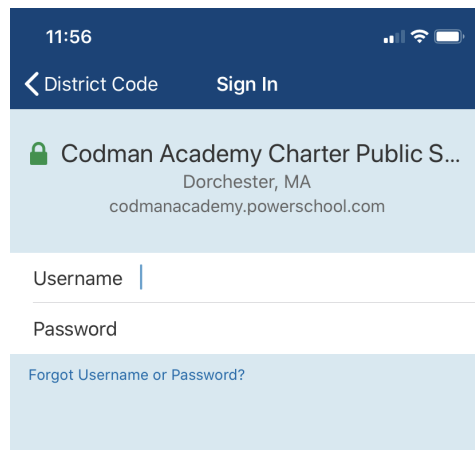 11:56
District Code Sign In
Codman Academy Charter Public S...
Dorchester, MA
codmanacademy.powerschool.com
Username
Password
Forgot Username or Password?